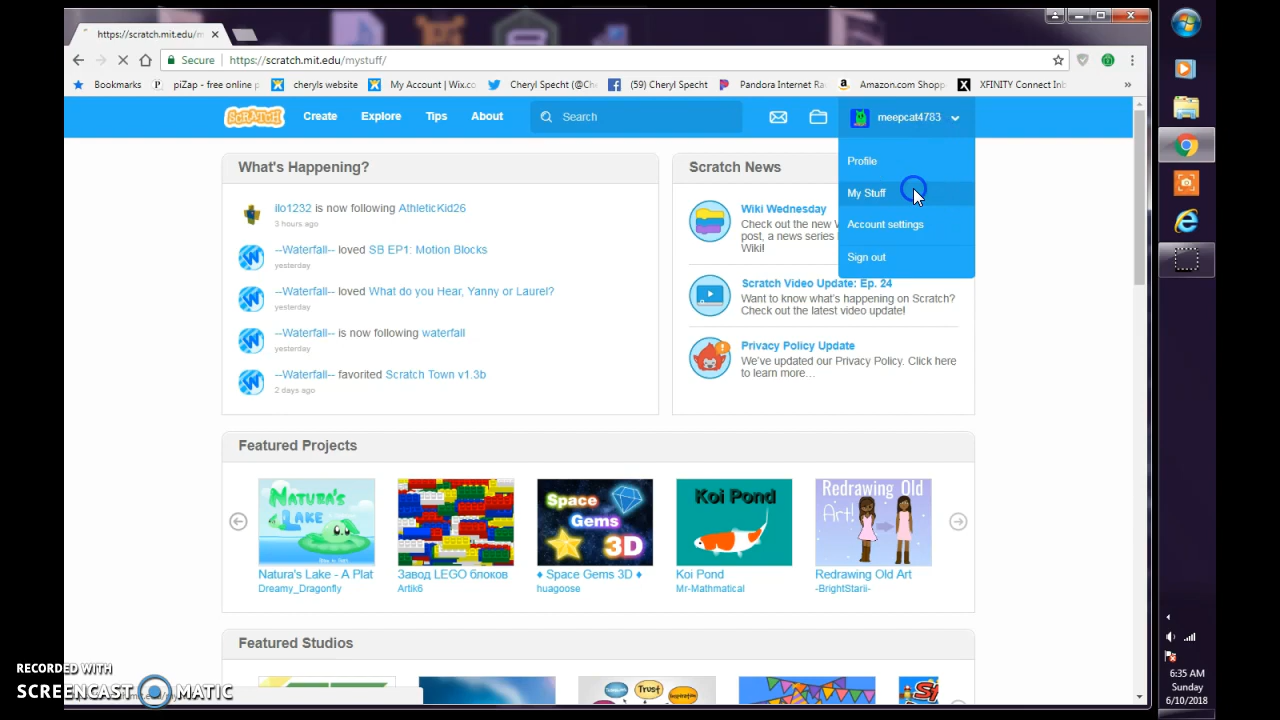 https://scratch.mit.edu/m
Secure https://scratch.mit.edu/mystuff/
Bookmarks piZap - free online p cheryls website My Account | Wix.co Cheryl Specht (@Che (59) Cheryl Specht Pandora Internet Ra Amazon.com Shopp XFINITY Connect Inb »
SCRATCH Create Explore Tips About Search meepcat4783
Profile
My Stuff
Account settings
Sign out
What's Happening?
ilo1232 is now following AthleticKid26
3 hours ago
--Waterfall-- loved SB EP1: Motion Blocks
yesterday
--Waterfall-- loved What do you Hear, Yanny or Laurel?
yesterday
--Waterfall-- is now following waterfall
yesterday
--Waterfall-- favorited Scratch Town v1.3b
2 days ago
Scratch News
Wiki Wednesday
Check out the new W
post, a news series
Wiki!
Scratch Video Update: Ep. 24
Want to know what's happening on Scratch?
Check out the latest video update!
Privacy Policy Update
We've updated our Privacy Policy. Click here
to learn more...
Featured Projects
NATURA'S
LAKE
Space
Gems
3D
Koi Pond
Redrawing Old
Art!
Natura's Lake - A Plat Завод LEGO блоков ♦ Space Gems 3D ♦ Koi Pond Redrawing Old Art
Dreamy_Dragonfly Artik6 huagoose Mr-Mathmatical -BrightStarii-
Featured Studios
Trust
RECORDED WITH
SCREENCAST MATIC
6:35 AM
Sunday
6/10/2018